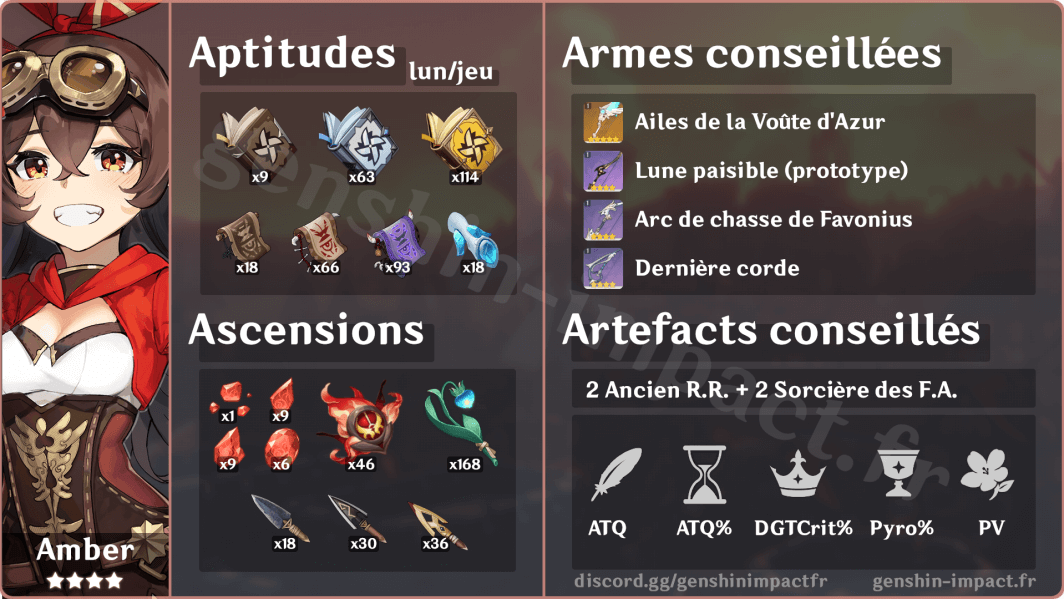 Aptitudes lun/jeu
x9
x63
x114
x18
x66
x93
x18
Ascensions
x1
x9
x9
x6
x46
x168
x18
x30
x36
Armes conseillées
Ailes de la Voûte d'Azur
Lune paisible (prototype)
Arc de chasse de Favonius
Dernière corde
Artefacts conseillés
2 Ancien R.R. + 2 Sorcière des F.A.
ATQ
ATQ%
DGTCrit%
Pyro%
PV
discord.gg/genshinimpactfr
genshin-impact.fr
Amber
genshin-impact.fr